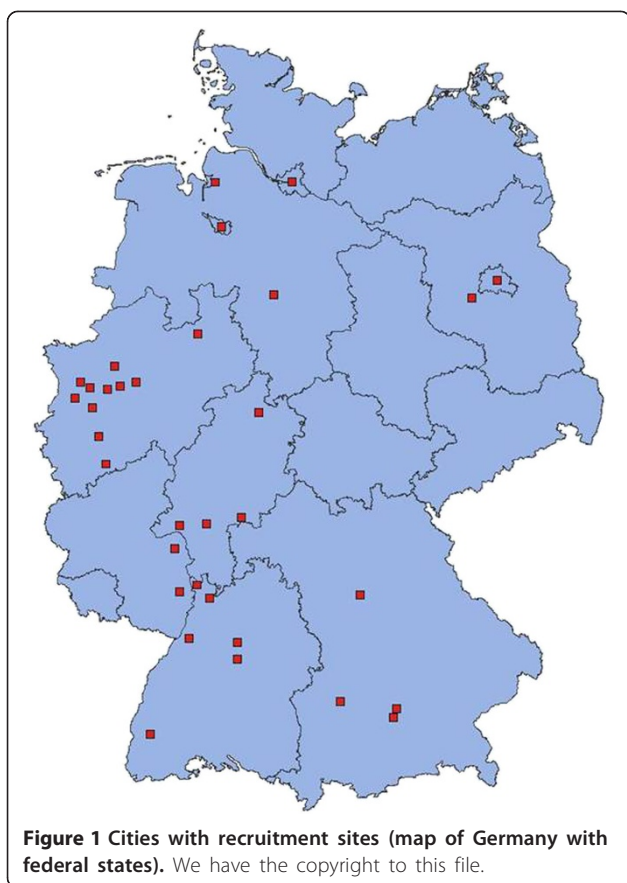 Figure 1 Cities with recruitment sites (map of Germany with
federal states). We have the copyright to this file.